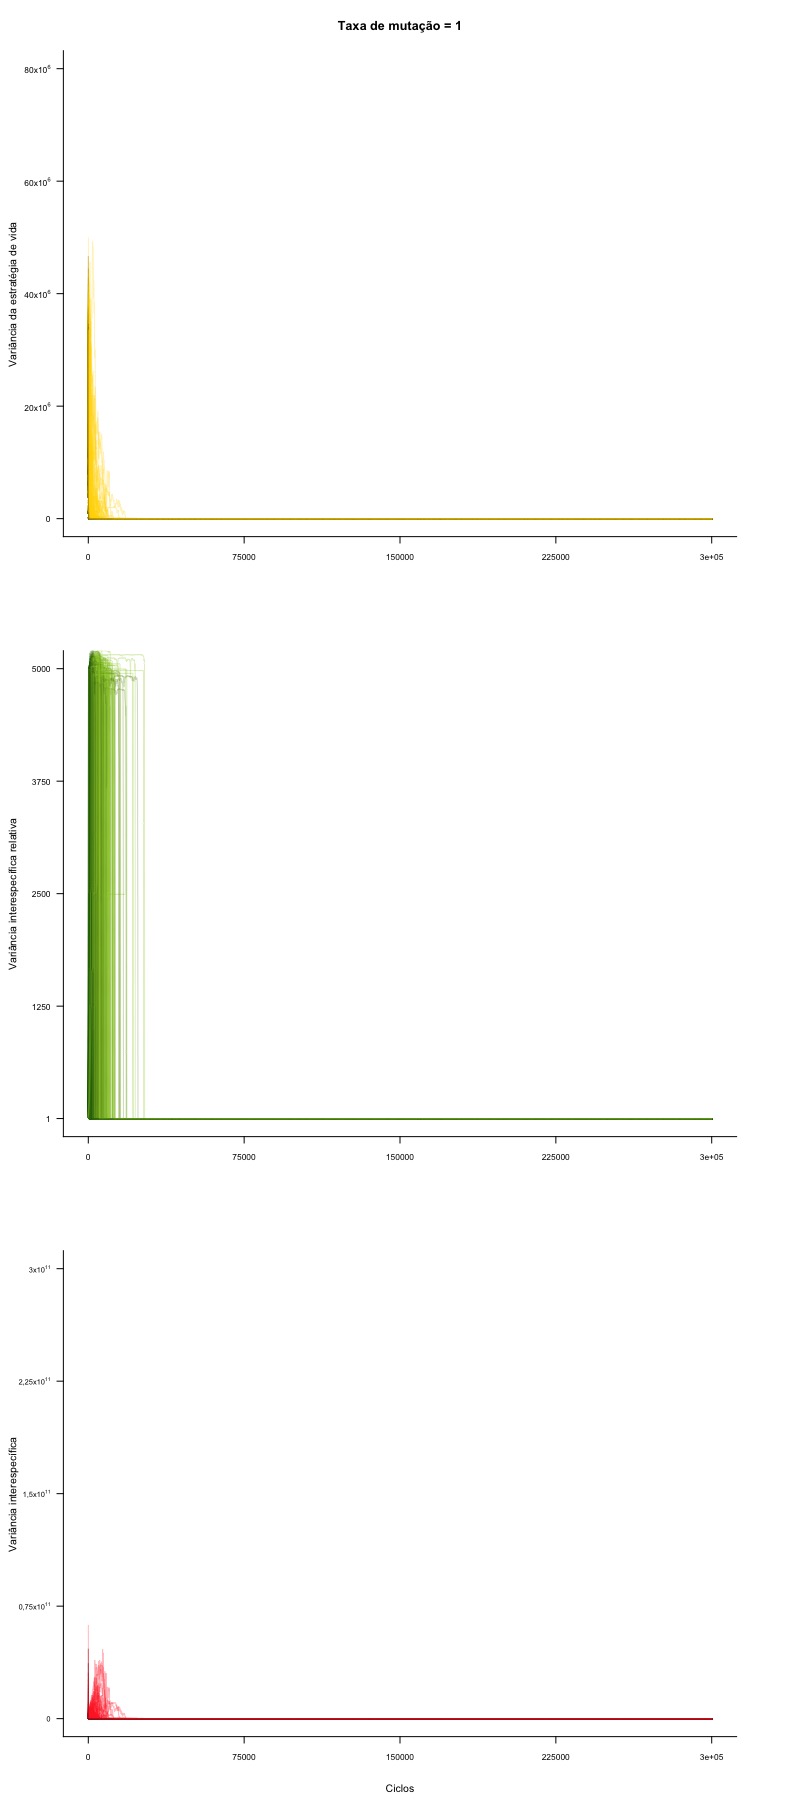 Taxa de mutação = 1
Variância da estratégia de vida
80x10⁶
60x10⁶
40x10⁶
20x10⁶
0
0 75000 150000 225000 3e+05
Variância interespecífica relativa
5000
3750
2500
1250
1
0 75000 150000 225000 3e+05
Variância interespecífica
3x10¹¹
2,25x10¹¹
1,5x10¹¹
0,75x10¹¹
0
0 75000 150000 225000 3e+05
Ciclos